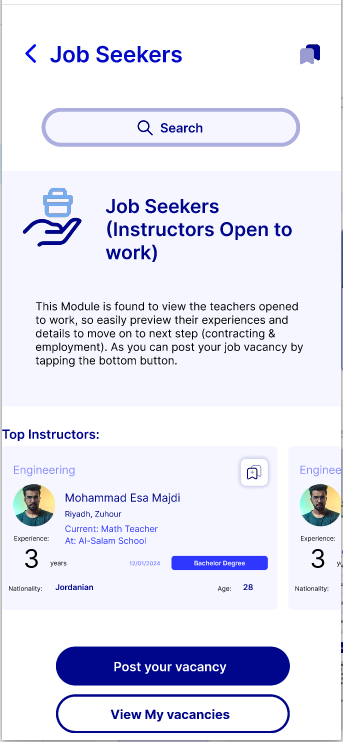 Job Seekers
Search
Job Seekers
(Instructors Open to
work)
This Module is found to view the teachers opened
to work, so easily preview their experiences and
details to move on to next step (contracting &
employment). As you can post your job vacancy by
tapping the bottom button.
Top Instructors:
Engineering
Mohammad Esa Majdi
Riyadh, Zuhour
Current: Math Teacher
At: Al-Salam School
Experience:
3 years
12/01/2024
Bachelor Degree
Nationality: Jordanian
Age: 28
Enginee
Experience:
3
Nationality:
Post your vacancy
View My vacancies